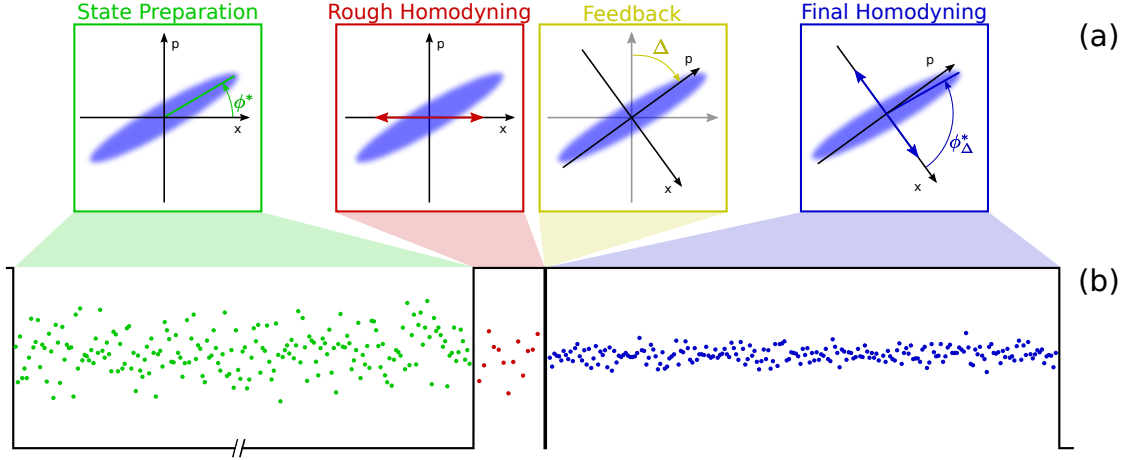 State Preparation
Rough Homodyning
Feedback
Final Homodyning
(a)
p
ϕ*
x
p
x
Δ
p
x
p
ϕ*Δ
x
(b)